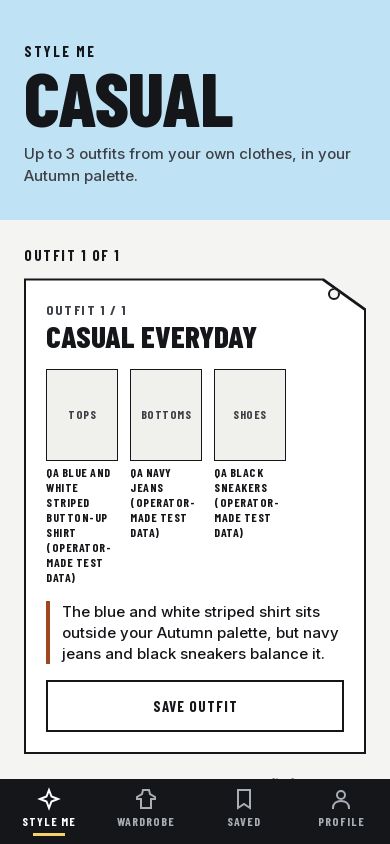 STYLE ME
CASUAL
Up to 3 outfits from your own clothes, in your
Autumn palette.
OUTFIT 1 OF 1
OUTFIT 1 / 1
CASUAL EVERYDAY
TOPS
BOTTOMS
SHOES
QA BLUE AND
WHITE
STRIPED
BUTTON-UP
SHIRT
(OPERATOR-
MADE TEST
DATA)
QA NAVY
JEANS
(OPERATOR-
MADE TEST
DATA)
QA BLACK
SNEAKERS
(OPERATOR-
MADE TEST
DATA)
The blue and white striped shirt sits
outside your Autumn palette, but navy
jeans and black sneakers balance it.
SAVE OUTFIT
STYLE ME
WARDROBE
SAVED
PROFILE